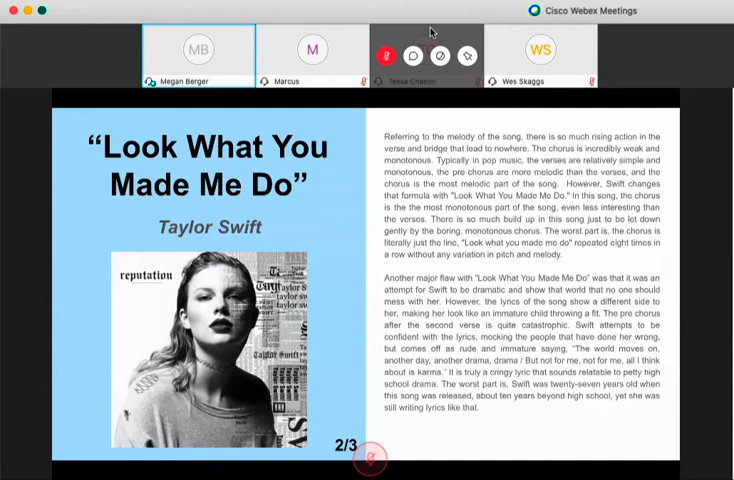 Cisco Webex Meetings
MB
M
WS
Megan Berger
Marcus
Tessa Chason
Wes Skaggs
“Look What You
Made Me Do”
Taylor Swift
reputation
Taylor Swift
2/3
Referring to the melody of the song, there is so much rising action in the
verse and bridge that lead to nowhere. The chorus is incredibly weak and
monotonous. Typically in pop music, the verses are relatively simple and
monotonous, the pre chorus are more melodic than the verses, and the
chorus is the most melodic part of the song. However, Swift changes
that formula with "Look What You Made Me Do." In this song, the chorus
is the the most monotonous part of the song, even less interesting than
the verses. There is so much build up in this song just to be let down
gently by the boring. monotonous chorus. The worst part is, the chorus is
literally just the line, "Look what you made me do" repeated eight times in
a row without any variation in pitch and melody.
Another major flaw with "Look What You Made Me Do" was that it was an
attempt for Swift to be dramatic and show that world that no one should
mess with her. However, the lyrics of the song show a different side to
her, making her look like an immature child throwing a fit. The pre chorus
after the second verse is quite catastrophic. Swift attempts to be
confident with the lyrics, mocking the people that have done her wrong,
but comes off as rude and immature saying, "The world moves on,
another day, another drama, drama / But not for me, not for me, all I think
about is karma." It is truly a cringy lyric that sounds relatable to petty high
school drama. The worst part is, Swift was twenty-seven years old when
this song was released, about ten years beyond high school, yet she was
still writing lyrics like that.